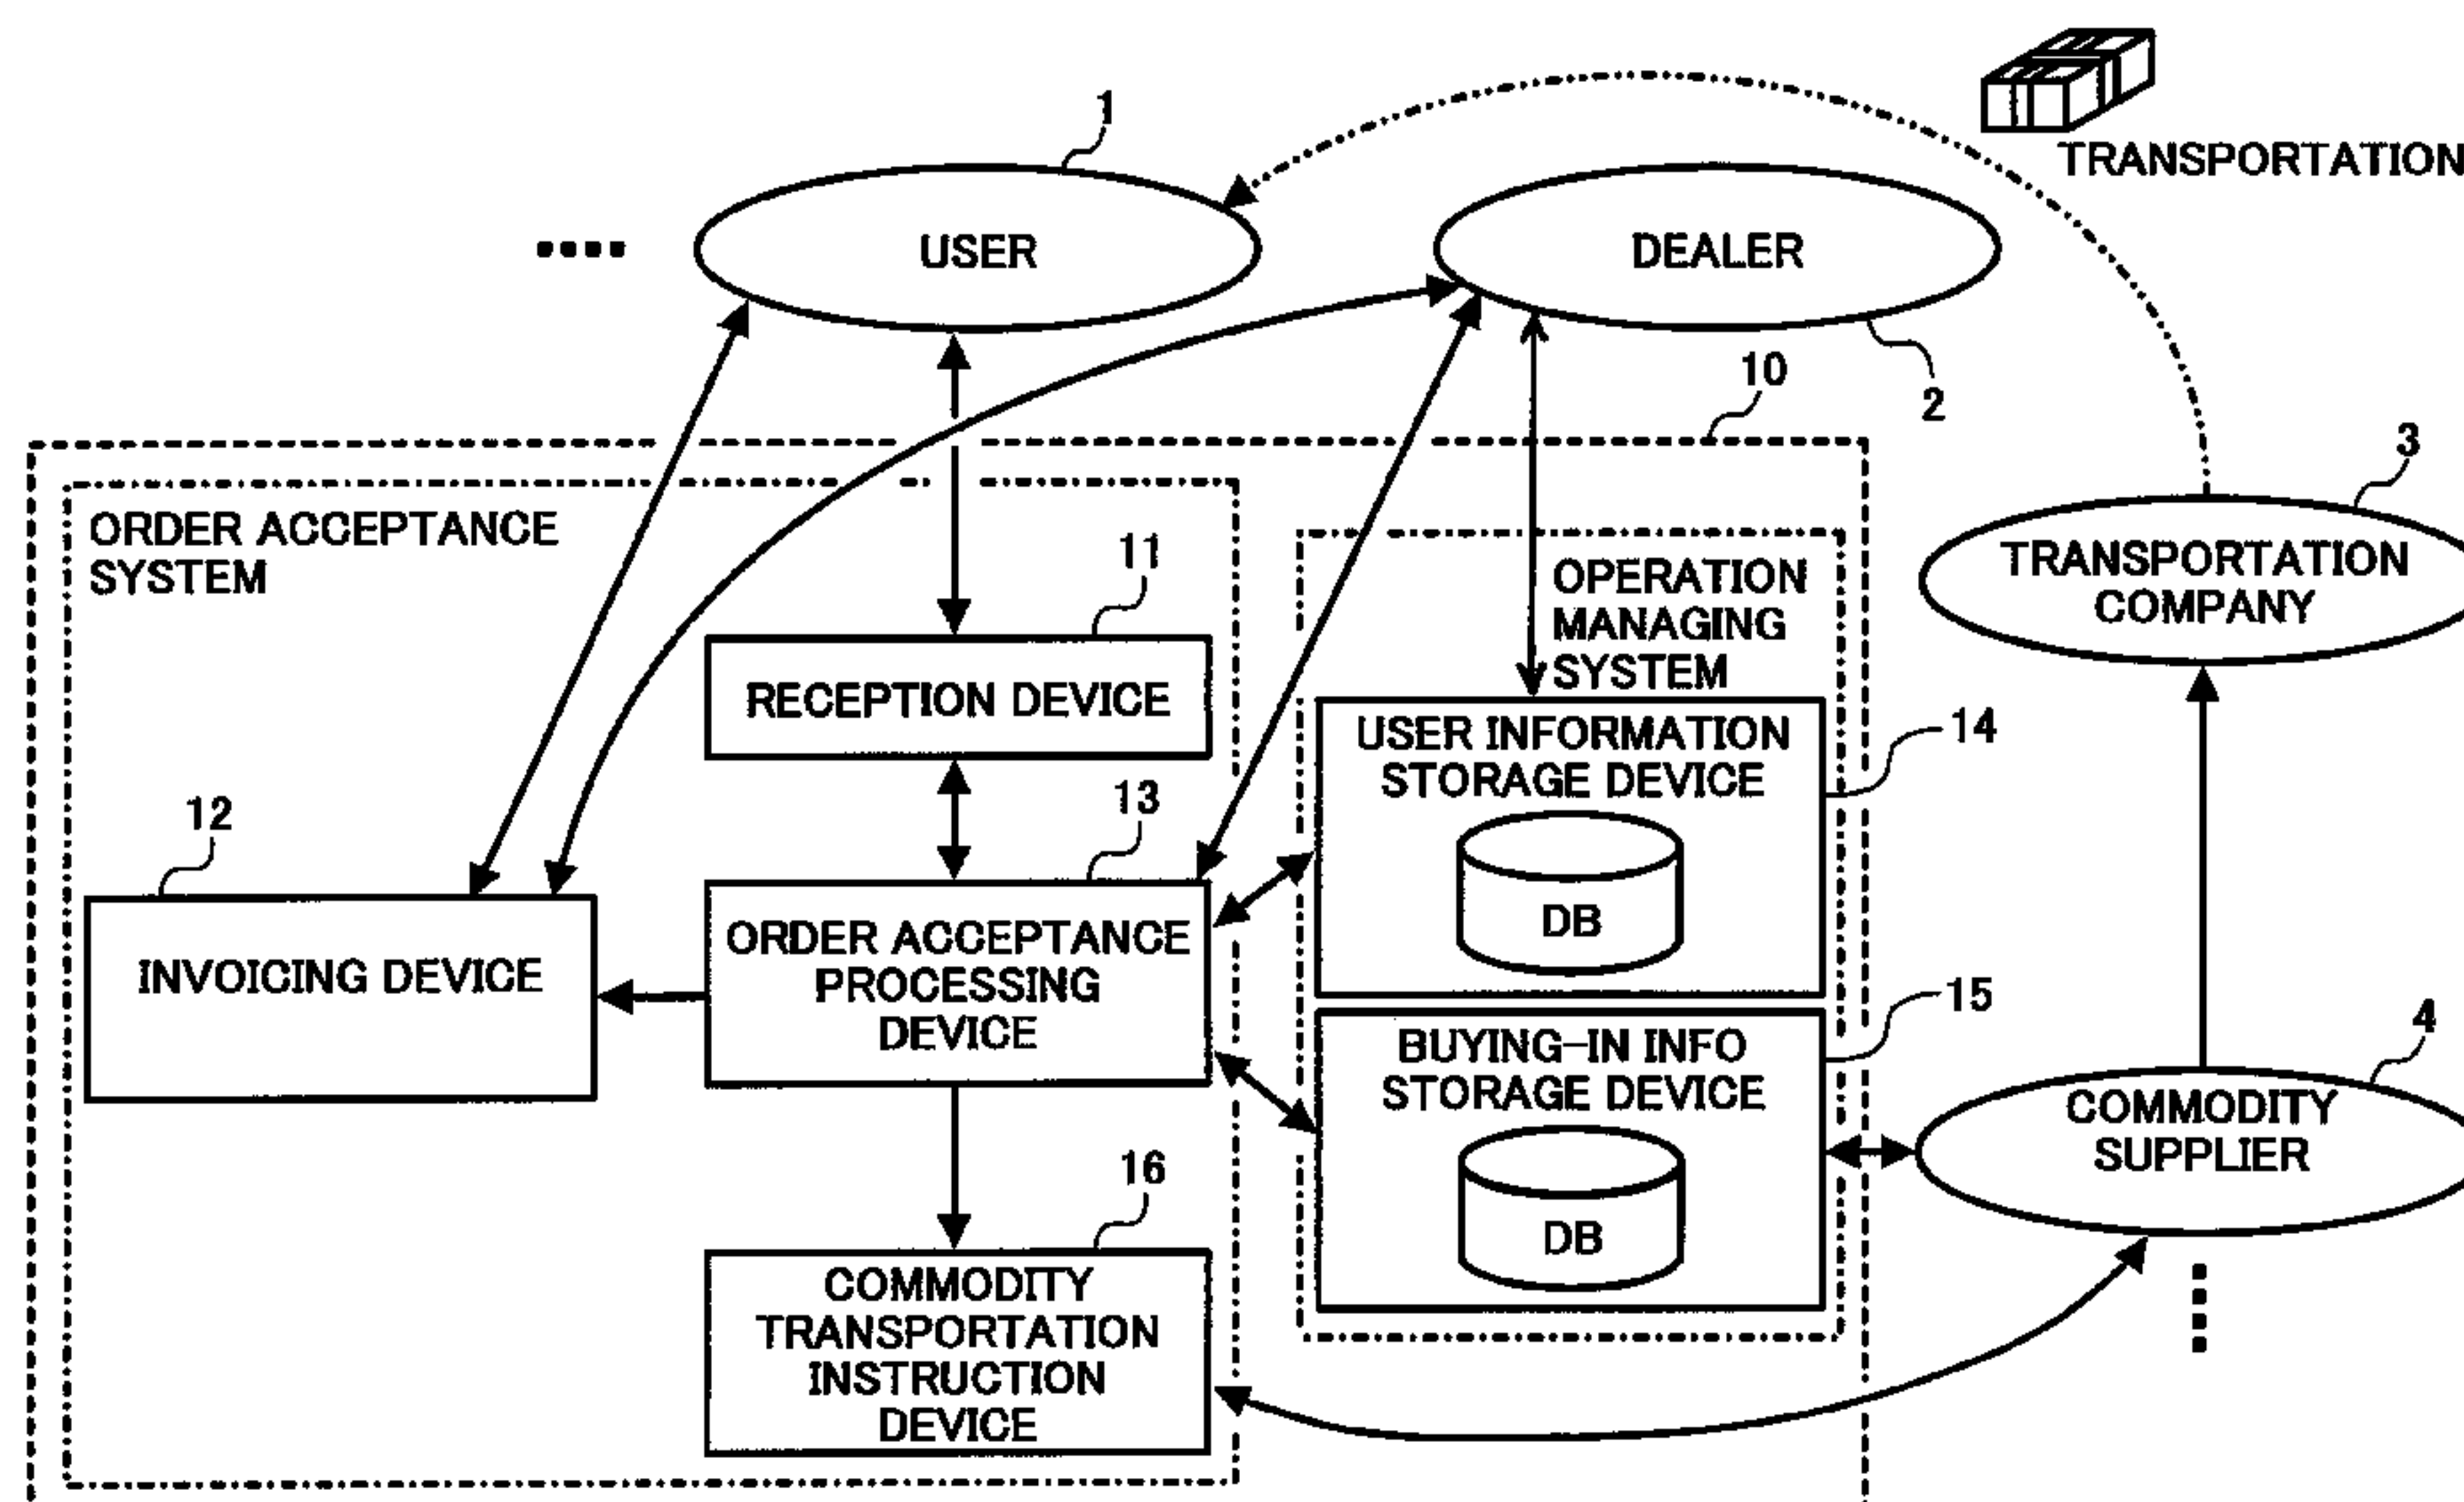 TRANSPORTATION
1
USER
DEALER
2
10
3
TRANSPORTATION
COMPANY
ORDER ACCEPTANCE
SYSTEM
11
RECEPTION DEVICE
OPERATION
MANAGING
SYSTEM
USER INFORMATION
STORAGE DEVICE
DB
14
12
INVOICING DEVICE
13
ORDER ACCEPTANCE
PROCESSING
DEVICE
15
BUYING-IN INFO
STORAGE DEVICE
DB
4
COMMODITY
SUPPLIER
16
COMMODITY
TRANSPORTATION
INSTRUCTION
DEVICE